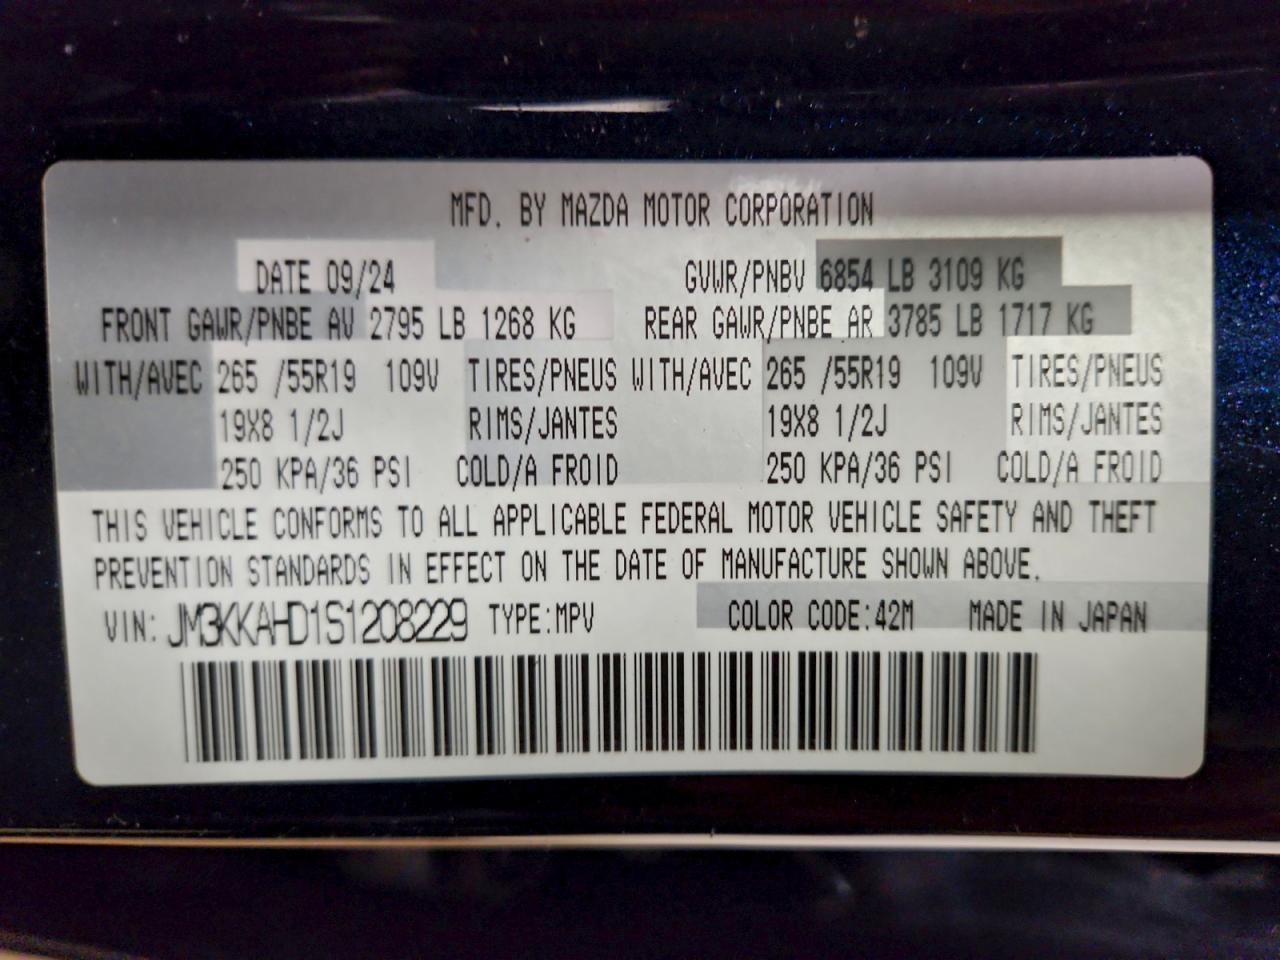 MFD. BY MAZDA MOTOR CORPORATION
DATE 09/24 GVWR/PNBV 6854 LB 3109 KG
FRONT GAWR/PNBE AV 2795 LB 1268 KG REAR GAWR/PNBE AR 3785 LB 1717 KG
WITH/AVEC 265 /55R19 109V TIRES/PNEUS WITH/AVEC 265 /55R19 109V TIRES/PNEUS
19X8 1/2J RIMS/JANTES 19X8 1/2J RIMS/JANTES
250 KPA/36 PSI COLD/A FROID 250 KPA/36 PSI COLD/A FROID
THIS VEHICLE CONFORMS TO ALL APPLICABLE FEDERAL MOTOR VEHICLE SAFETY AND THEFT
PREVENTION STANDARDS IN EFFECT ON THE DATE OF MANUFACTURE SHOWN ABOVE.
VIN: JM3KKAHD1S1208229 TYPE:MPV COLOR CODE:42M MADE IN JAPAN